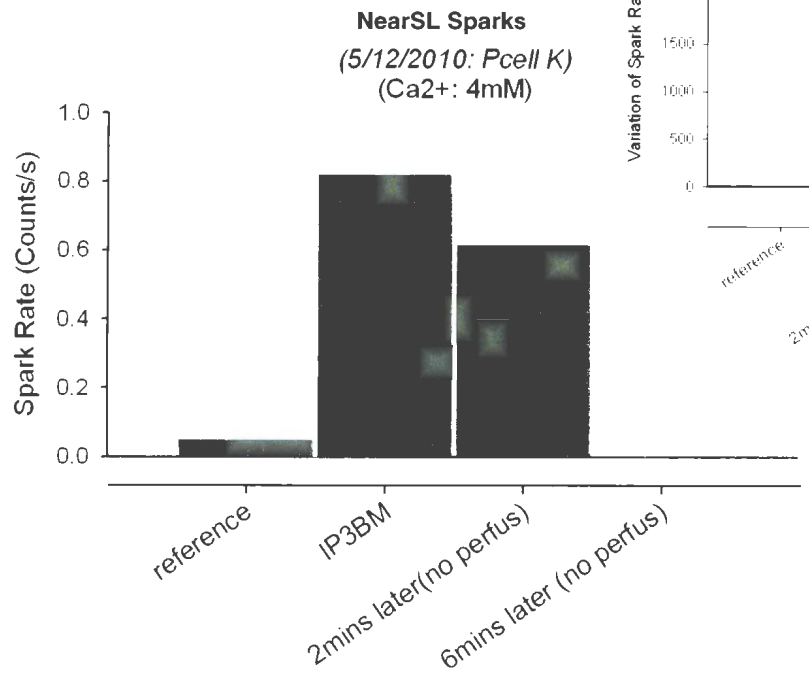 NearSL Sparks
(5/12/2010: Pcell K)
(Ca2+: 4mM)
Spark Rate (Counts/s)
1.0
0.8
0.6
0.4
0.2
0.0
reference
IP3BM
2mins later(no perfus)
6mins later (no perfus)
Variation of Spark
1500
1000
500
0
reference